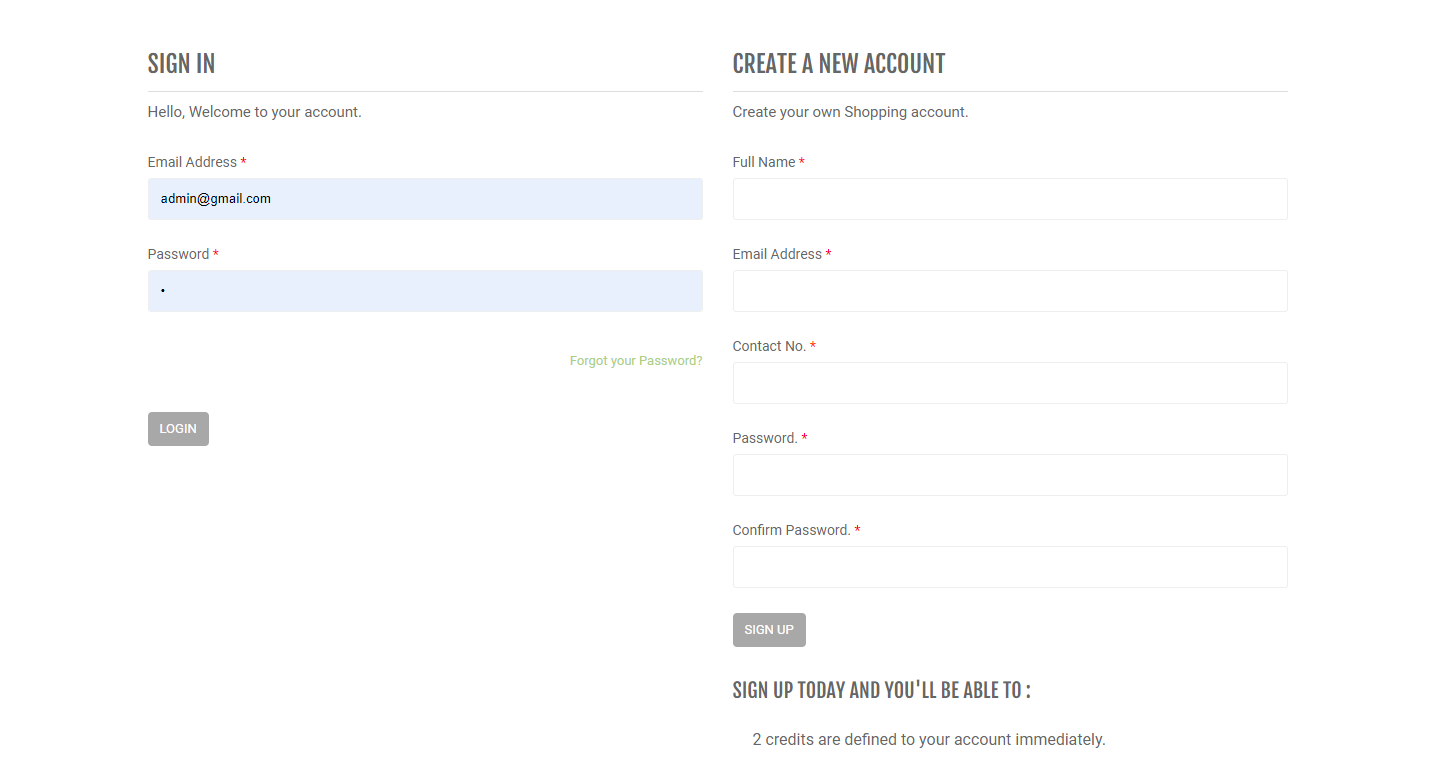 SIGN IN
Hello, Welcome to your account.
Email Address *
admin@gmail.com
Password *
•
Forgot your Password?
LOGIN
CREATE A NEW ACCOUNT
Create your own Shopping account.
Full Name *
Email Address *
Contact No. *
Password. *
Confirm Password. *
SIGN UP
SIGN UP TODAY AND YOU'LL BE ABLE TO :
2 credits are defined to your account immediately.